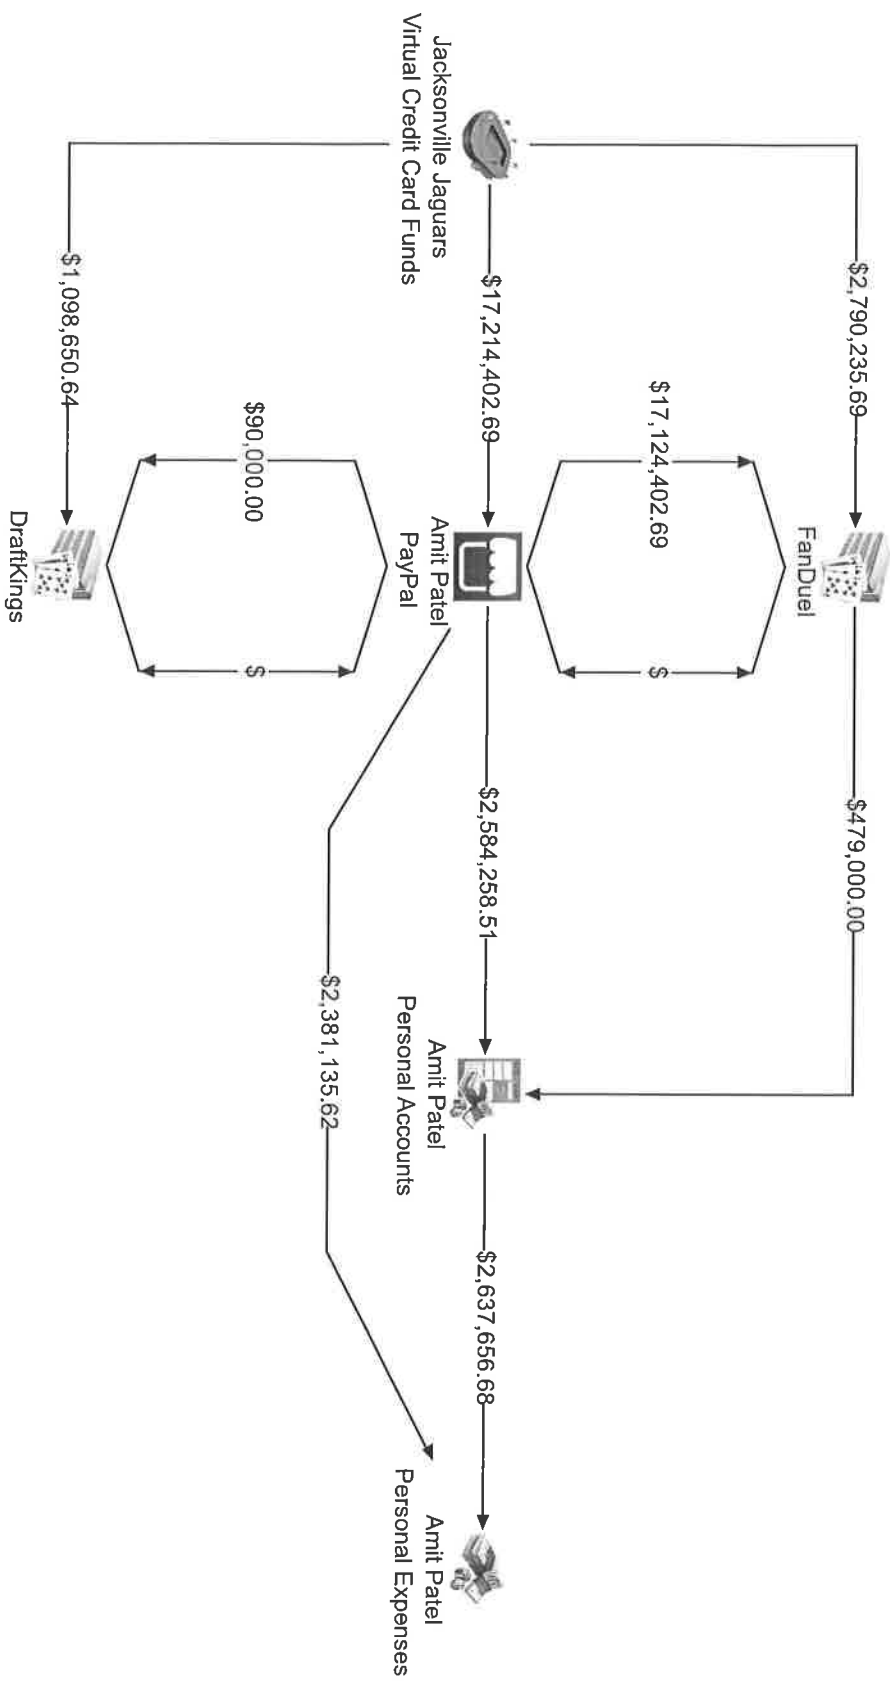 FanDuel
$2,790,235.69
$479,000.00
$17,124,402.69
$
Jacksonville Jaguars
Virtual Credit Card Funds
$17,214,402.69
Amit Patel
PayPal
$2,584,258.51
Amit Patel
Personal Accounts
$2,637,656.68
Amit Patel
Personal Expenses
$2,381,135.62
$90,000.00
$
$1,098,650.64
DraftKings